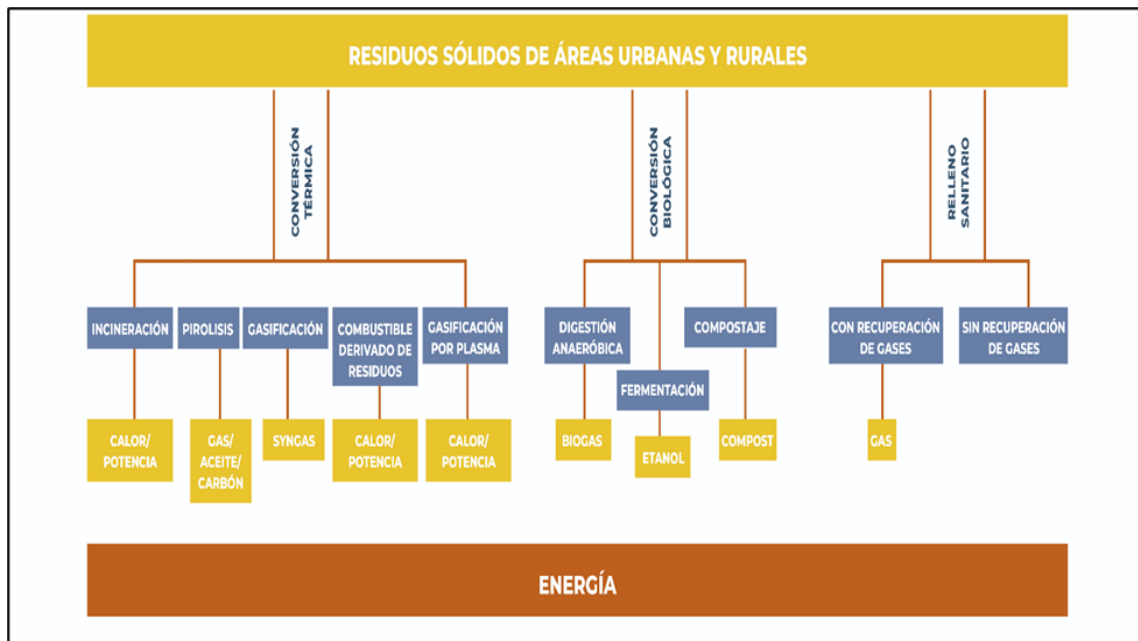 RESIDUOS SÓLIDOS DE ÁREAS URBANAS Y RURALES
CONVERSIÓN
TÉRMICA
CONVERSIÓN
BIOLÓGICA
RELLENO
SANITARIO
INCINERACIÓN
PIROLISIS
GASIFICACIÓN
COMBUSTIBLE
DERIVADO DE
RESIDUOS
GASIFICACIÓN
POR PLASMA
DIGESTIÓN
ANAERÓBICA
FERMENTACIÓN
COMPOSTAJE
CON RECUPERACIÓN
DE GASES
SIN RECUPERACIÓN
DE GASES
CALOR/
POTENCIA
GAS/
ACEITE/
CARBÓN
SYNGAS
CALOR/
POTENCIA
CALOR/
POTENCIA
BIOGAS
ETANOL
COMPOST
GAS
ENERGÍA